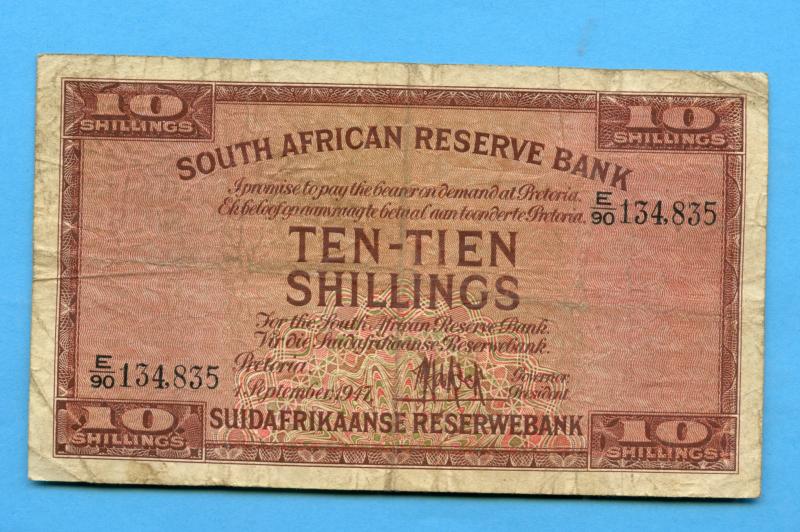 10 SHILLINGS
10 SHILLINGS
SOUTH AFRICAN RESERVE BANK
I promise to pay the bearer on demand at Pretoria.
Ek beloof op aanvraag te betaal aan toonder te Pretoria.
E/90 134,835
TEN-TIEN
SHILLINGS
For the South African Reserve Bank.
Vir die Suidafrikaanse Reserwebank.
E/90 134,835
Pretoria
1 September, 1947.
Governor
President
SUIDAFRIKAANSE RESERWEBANK
10 SHILLINGS
10 SHILLINGS